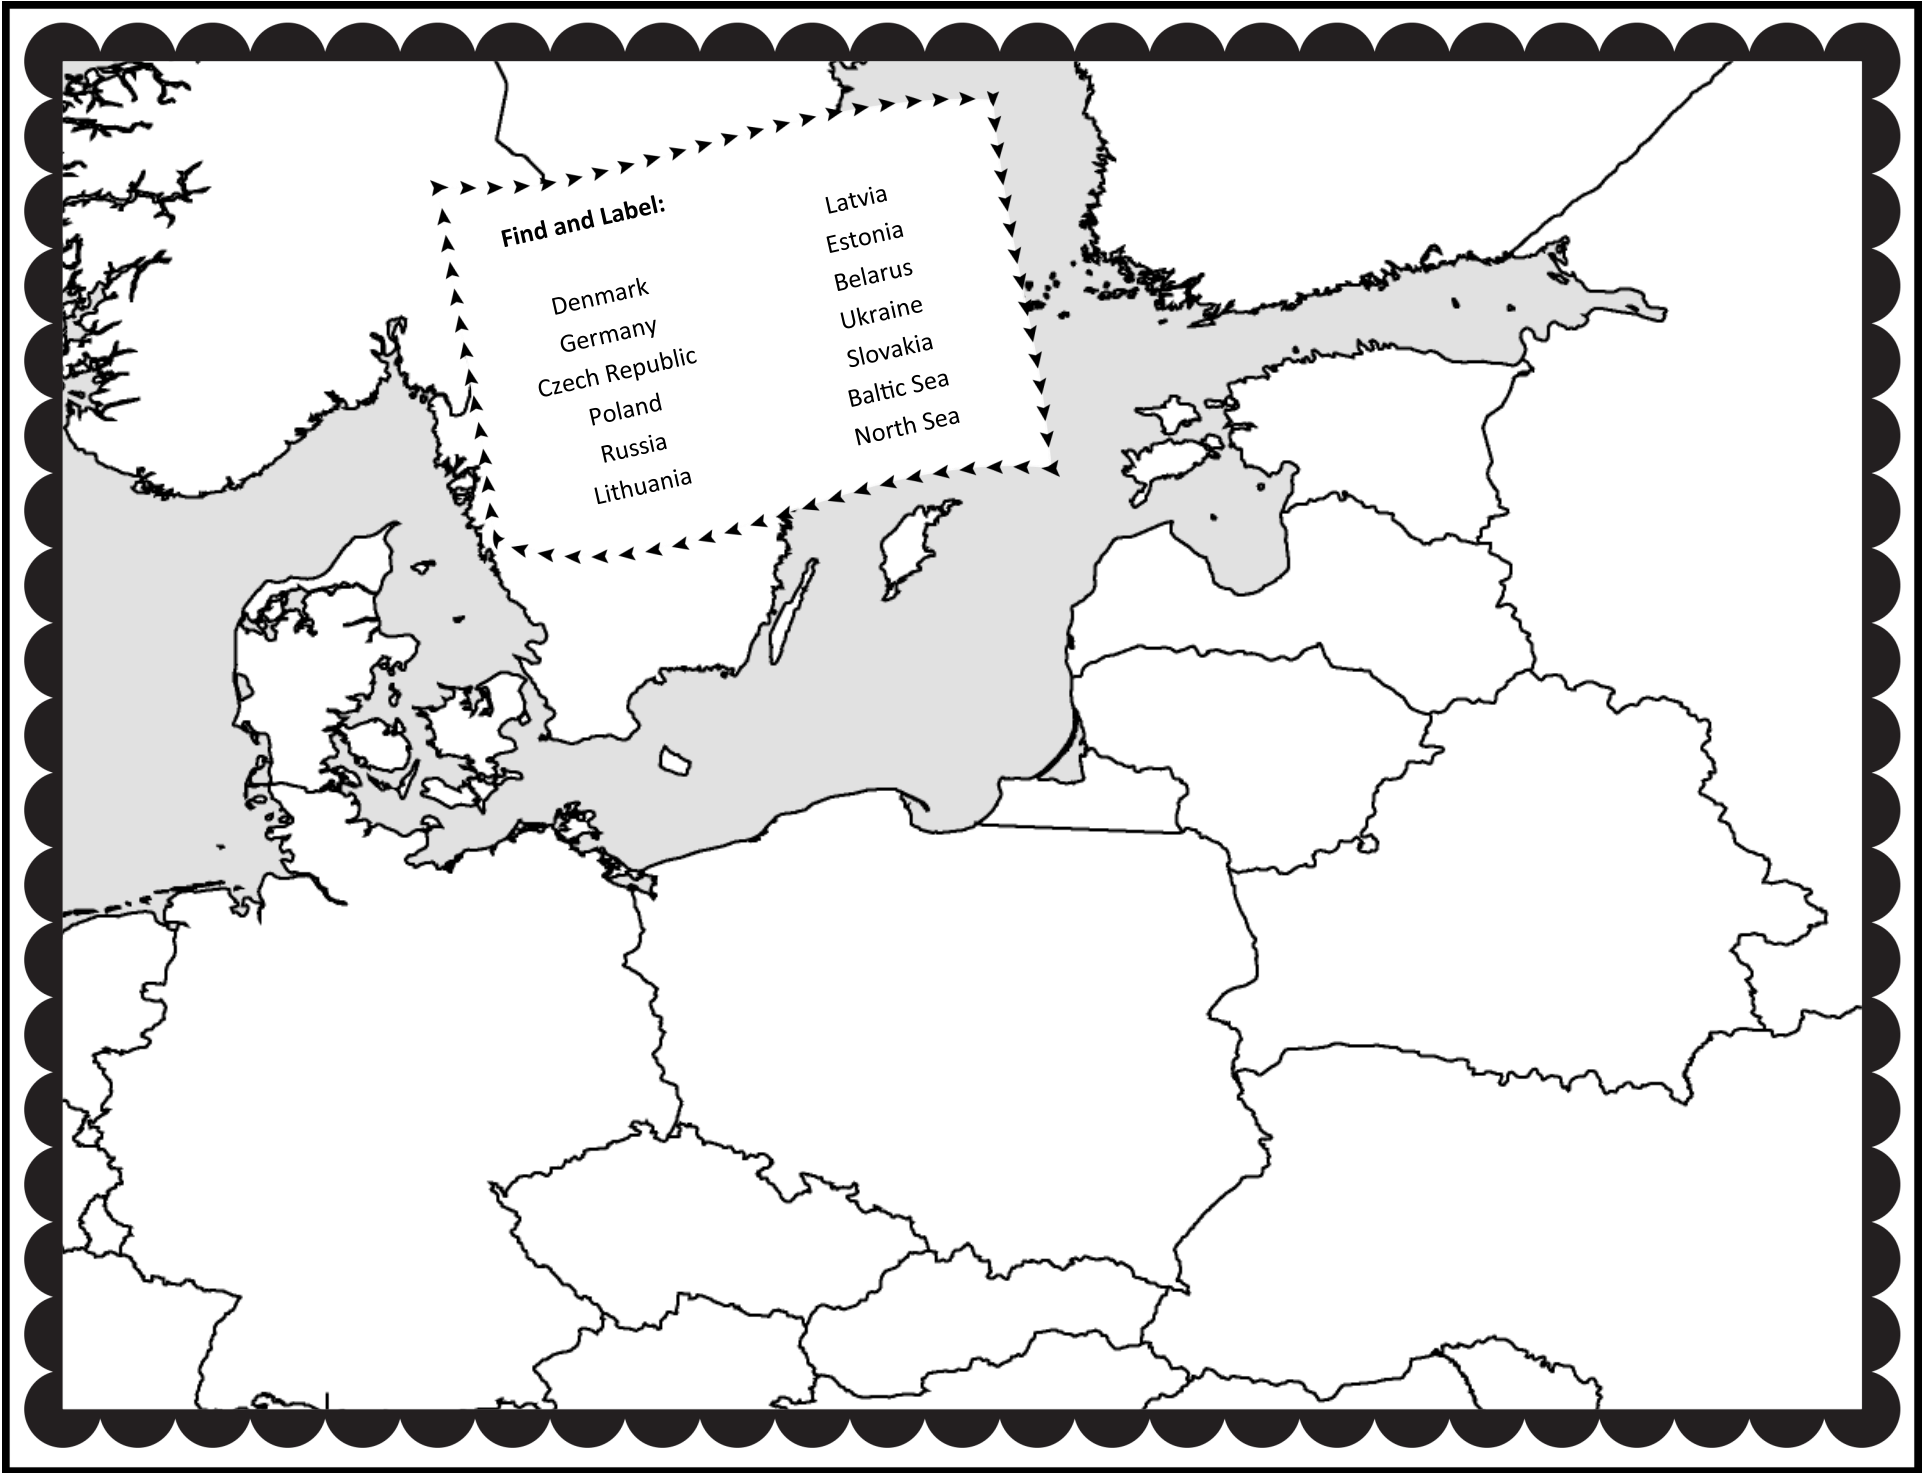 Find and Label:
Denmark
Germany
Czech Republic
Poland
Russia
Lithuania
Latvia
Estonia
Belarus
Ukraine
Slovakia
Baltic Sea
North Sea